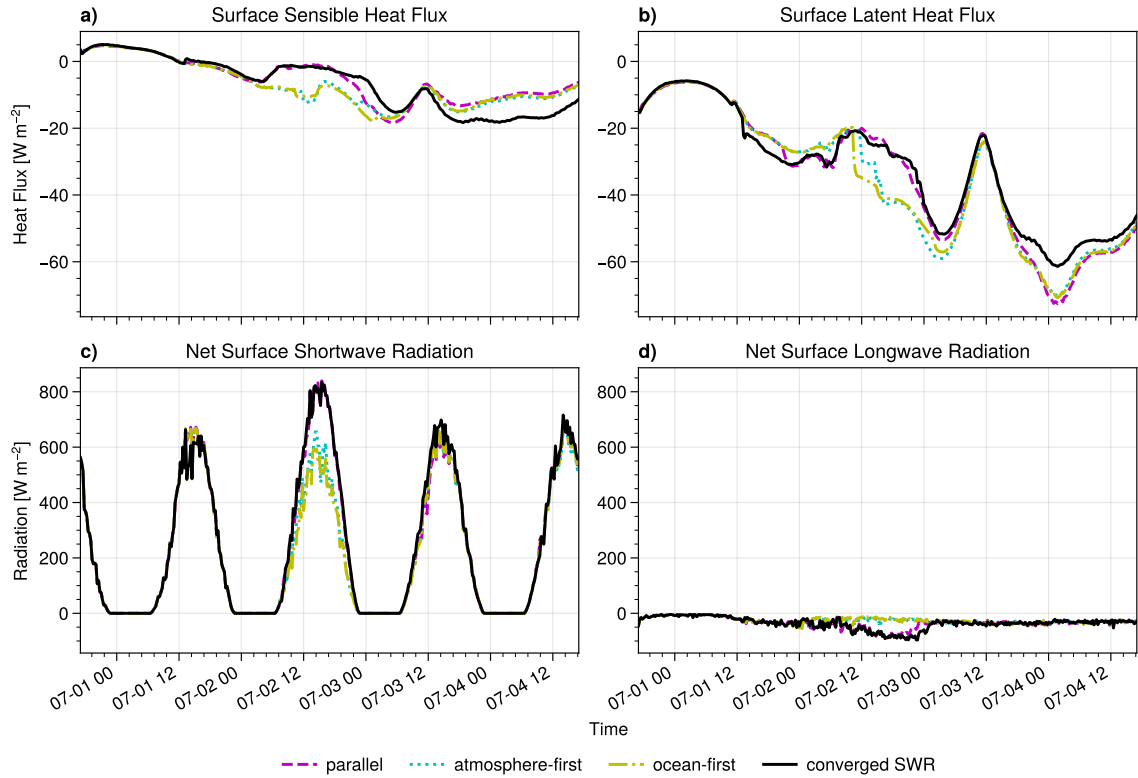 a) Surface Sensible Heat Flux
b) Surface Latent Heat Flux
Heat Flux [W m−2]
0
−20
−40
−60
0
−20
−40
−60
c) Net Surface Shortwave Radiation
d) Net Surface Longwave Radiation
Radiation [W m−2]
800
600
400
200
0
800
600
400
200
0
07-01 00 07-01 12 07-02 00 07-02 12 07-03 00 07-03 12 07-04 00 07-04 12
07-01 00 07-01 12 07-02 00 07-02 12 07-03 00 07-03 12 07-04 00 07-04 12
Time
parallel atmosphere-first ocean-first converged SWR